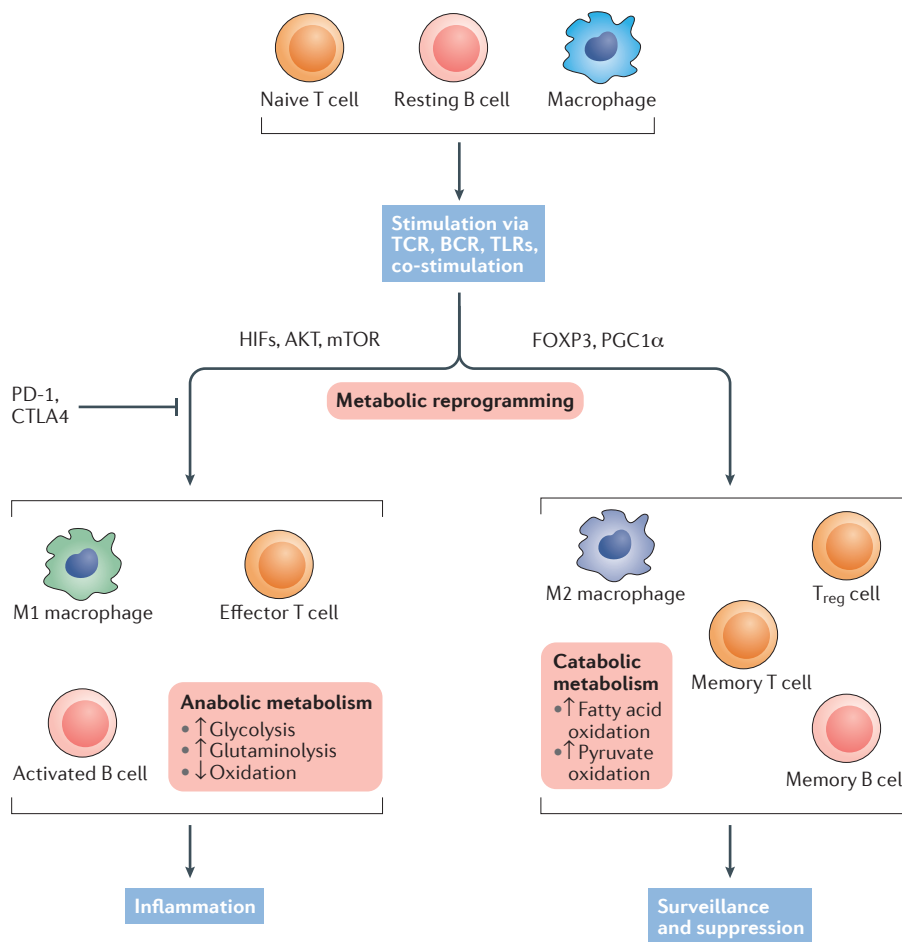 Naive T cell
Resting B cell
Macrophage
Stimulation via
TCR, BCR, TLRs,
co-stimulation
HIFs, AKT, mTOR
FOXP3, PGC1α
PD-1,
CTLA4
Metabolic reprogramming
M1 macrophage
Effector T cell
Activated B cell
Anabolic metabolism
• ↑ Glycolysis
• ↑ Glutaminolysis
• ↓ Oxidation
M2 macrophage
Treg cell
Memory T cell
Catabolic
metabolism
• ↑ Fatty acid
oxidation
• ↑ Pyruvate
oxidation
Memory B cell
Inflammation
Surveillance
and suppression